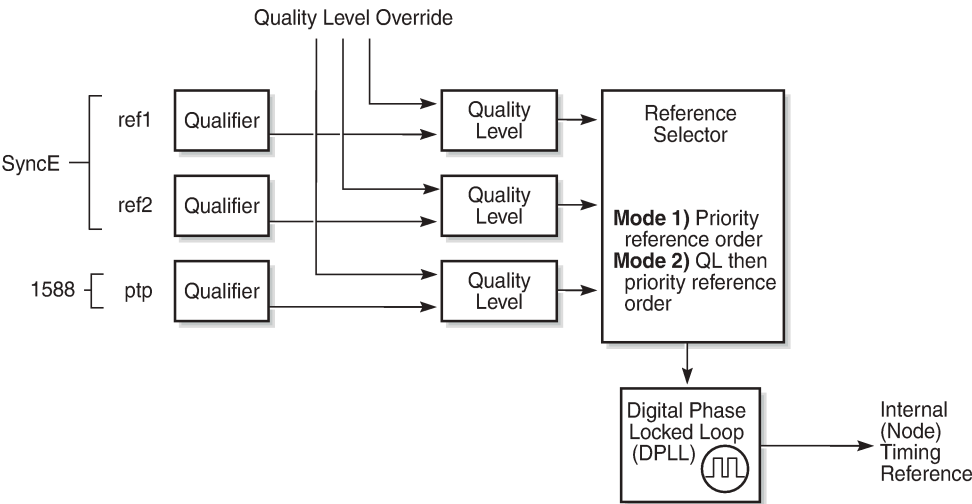 Quality Level Override
SyncE
ref1
Qualifier
Quality
Level
ref2
Qualifier
Quality
Level
1588
ptp
Qualifier
Quality
Level
Reference
Selector
Mode 1) Priority
reference order
Mode 2) QL then
priority reference
order
Digital Phase
Locked Loop
(DPLL)
Internal
(Node)
Timing
Reference